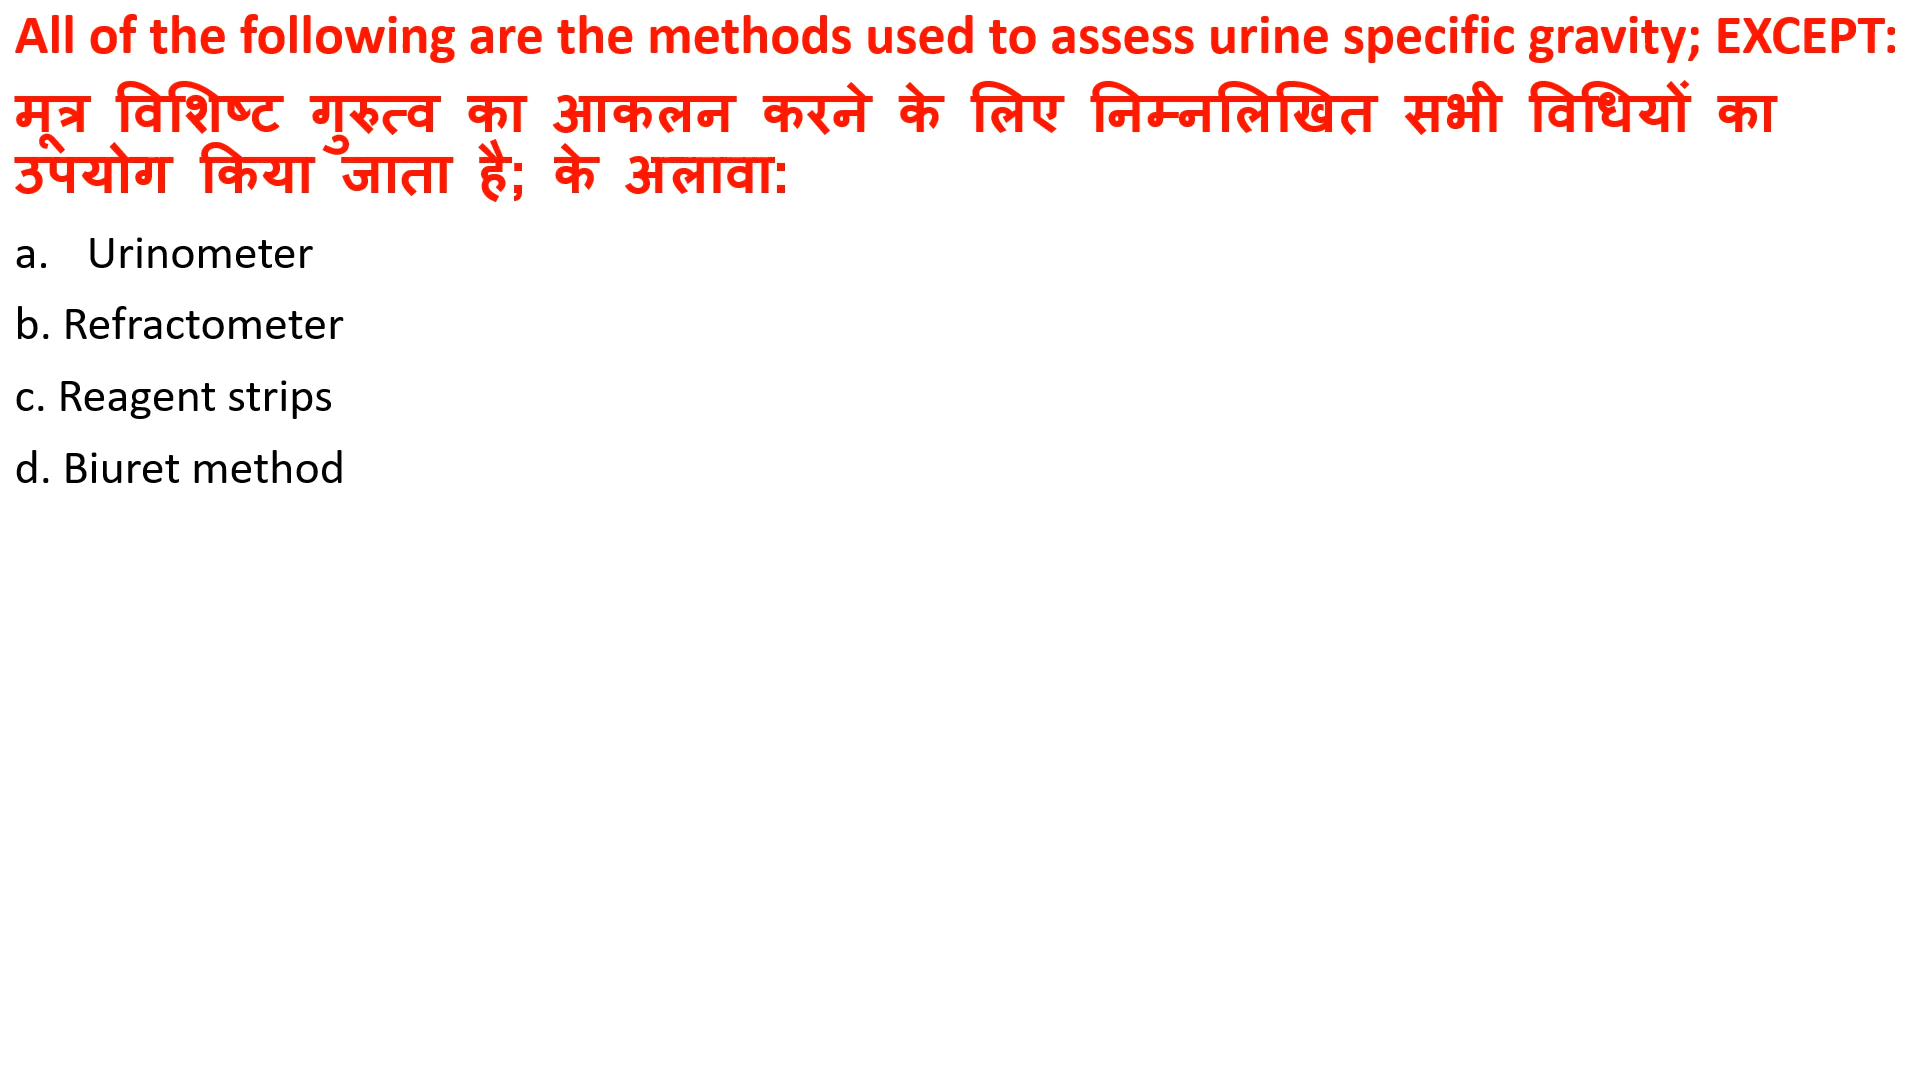 All of the following are the methods used to assess urine specific gravity; EXCEPT:
मूत्र विशिष्ट गुरुत्व का आकलन करने के लिए निम्नलिखित सभी विधियों का
उपयोग किया जाता है; के अलावा:
a. Urinometer
b. Refractometer
c. Reagent strips
d. Biuret method